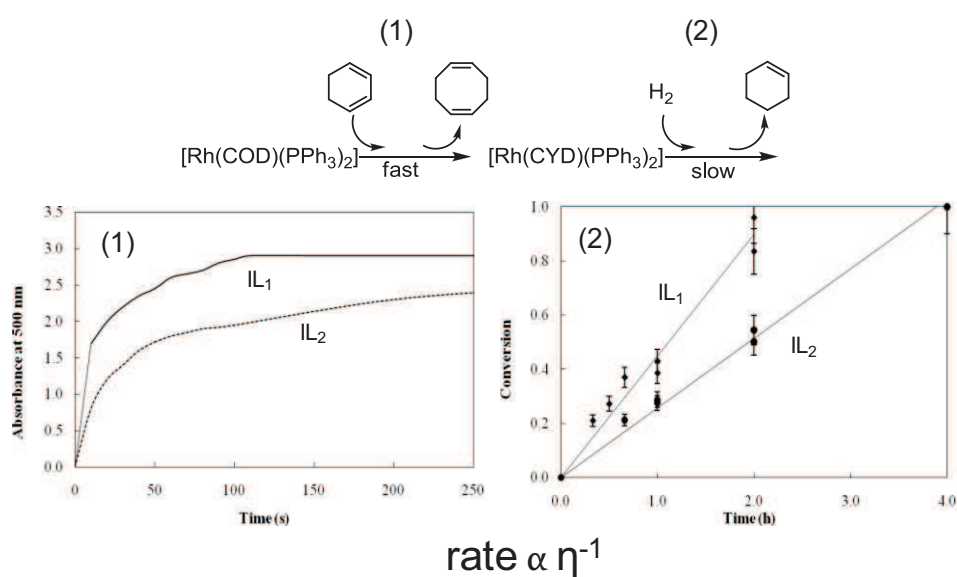 (1) (2)
H2
[Rh(COD)(PPh3)2] fast [Rh(CYD)(PPh3)2] slow
(1)
IL1
IL2
Absorbance at 500 nm
3.5
3.0
2.5
2.0
1.5
1.0
0.5
0.0
0 50 100 150 200 250
Time (s)
(2)
IL1
IL2
Conversion
1.0
0.8
0.6
0.4
0.2
0.0
0.0 1.0 2.0 3.0 4.0
Time (h)
rate α η-1